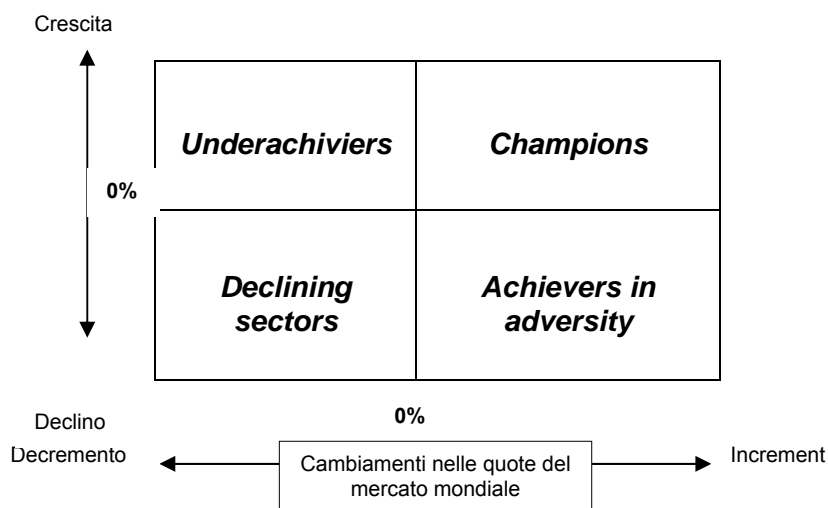 Crescita
Underachiviers
Champions
0%
Declining
sectors
Achievers in
adversity
Declino
0%
Decremento
Cambiamenti nelle quote del
mercato mondiale
Increment